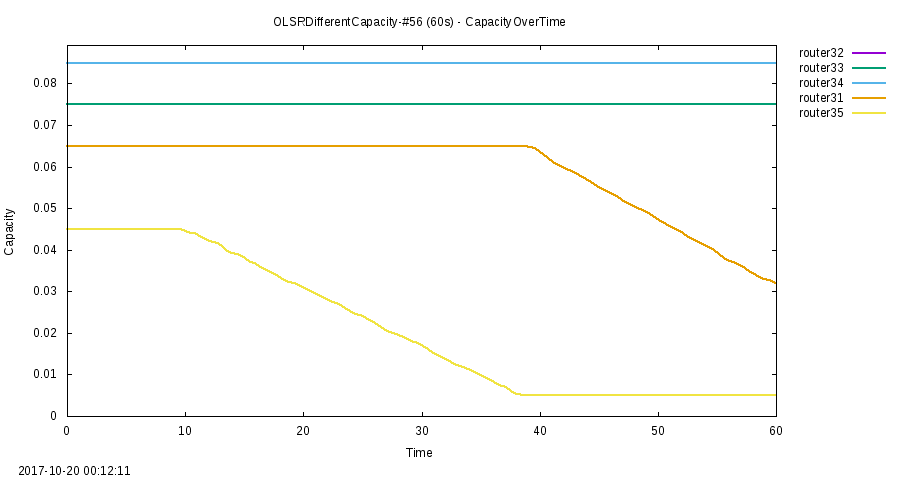 OLSRDifferentCapacity-#56 (60s) - CapacityOverTime
router32
router33
router34
router31
router35
Capacity
0.08
0.07
0.06
0.05
0.04
0.03
0.02
0.01
0
0 10 20 30 40 50 60
Time
2017-10-20 00:12:11